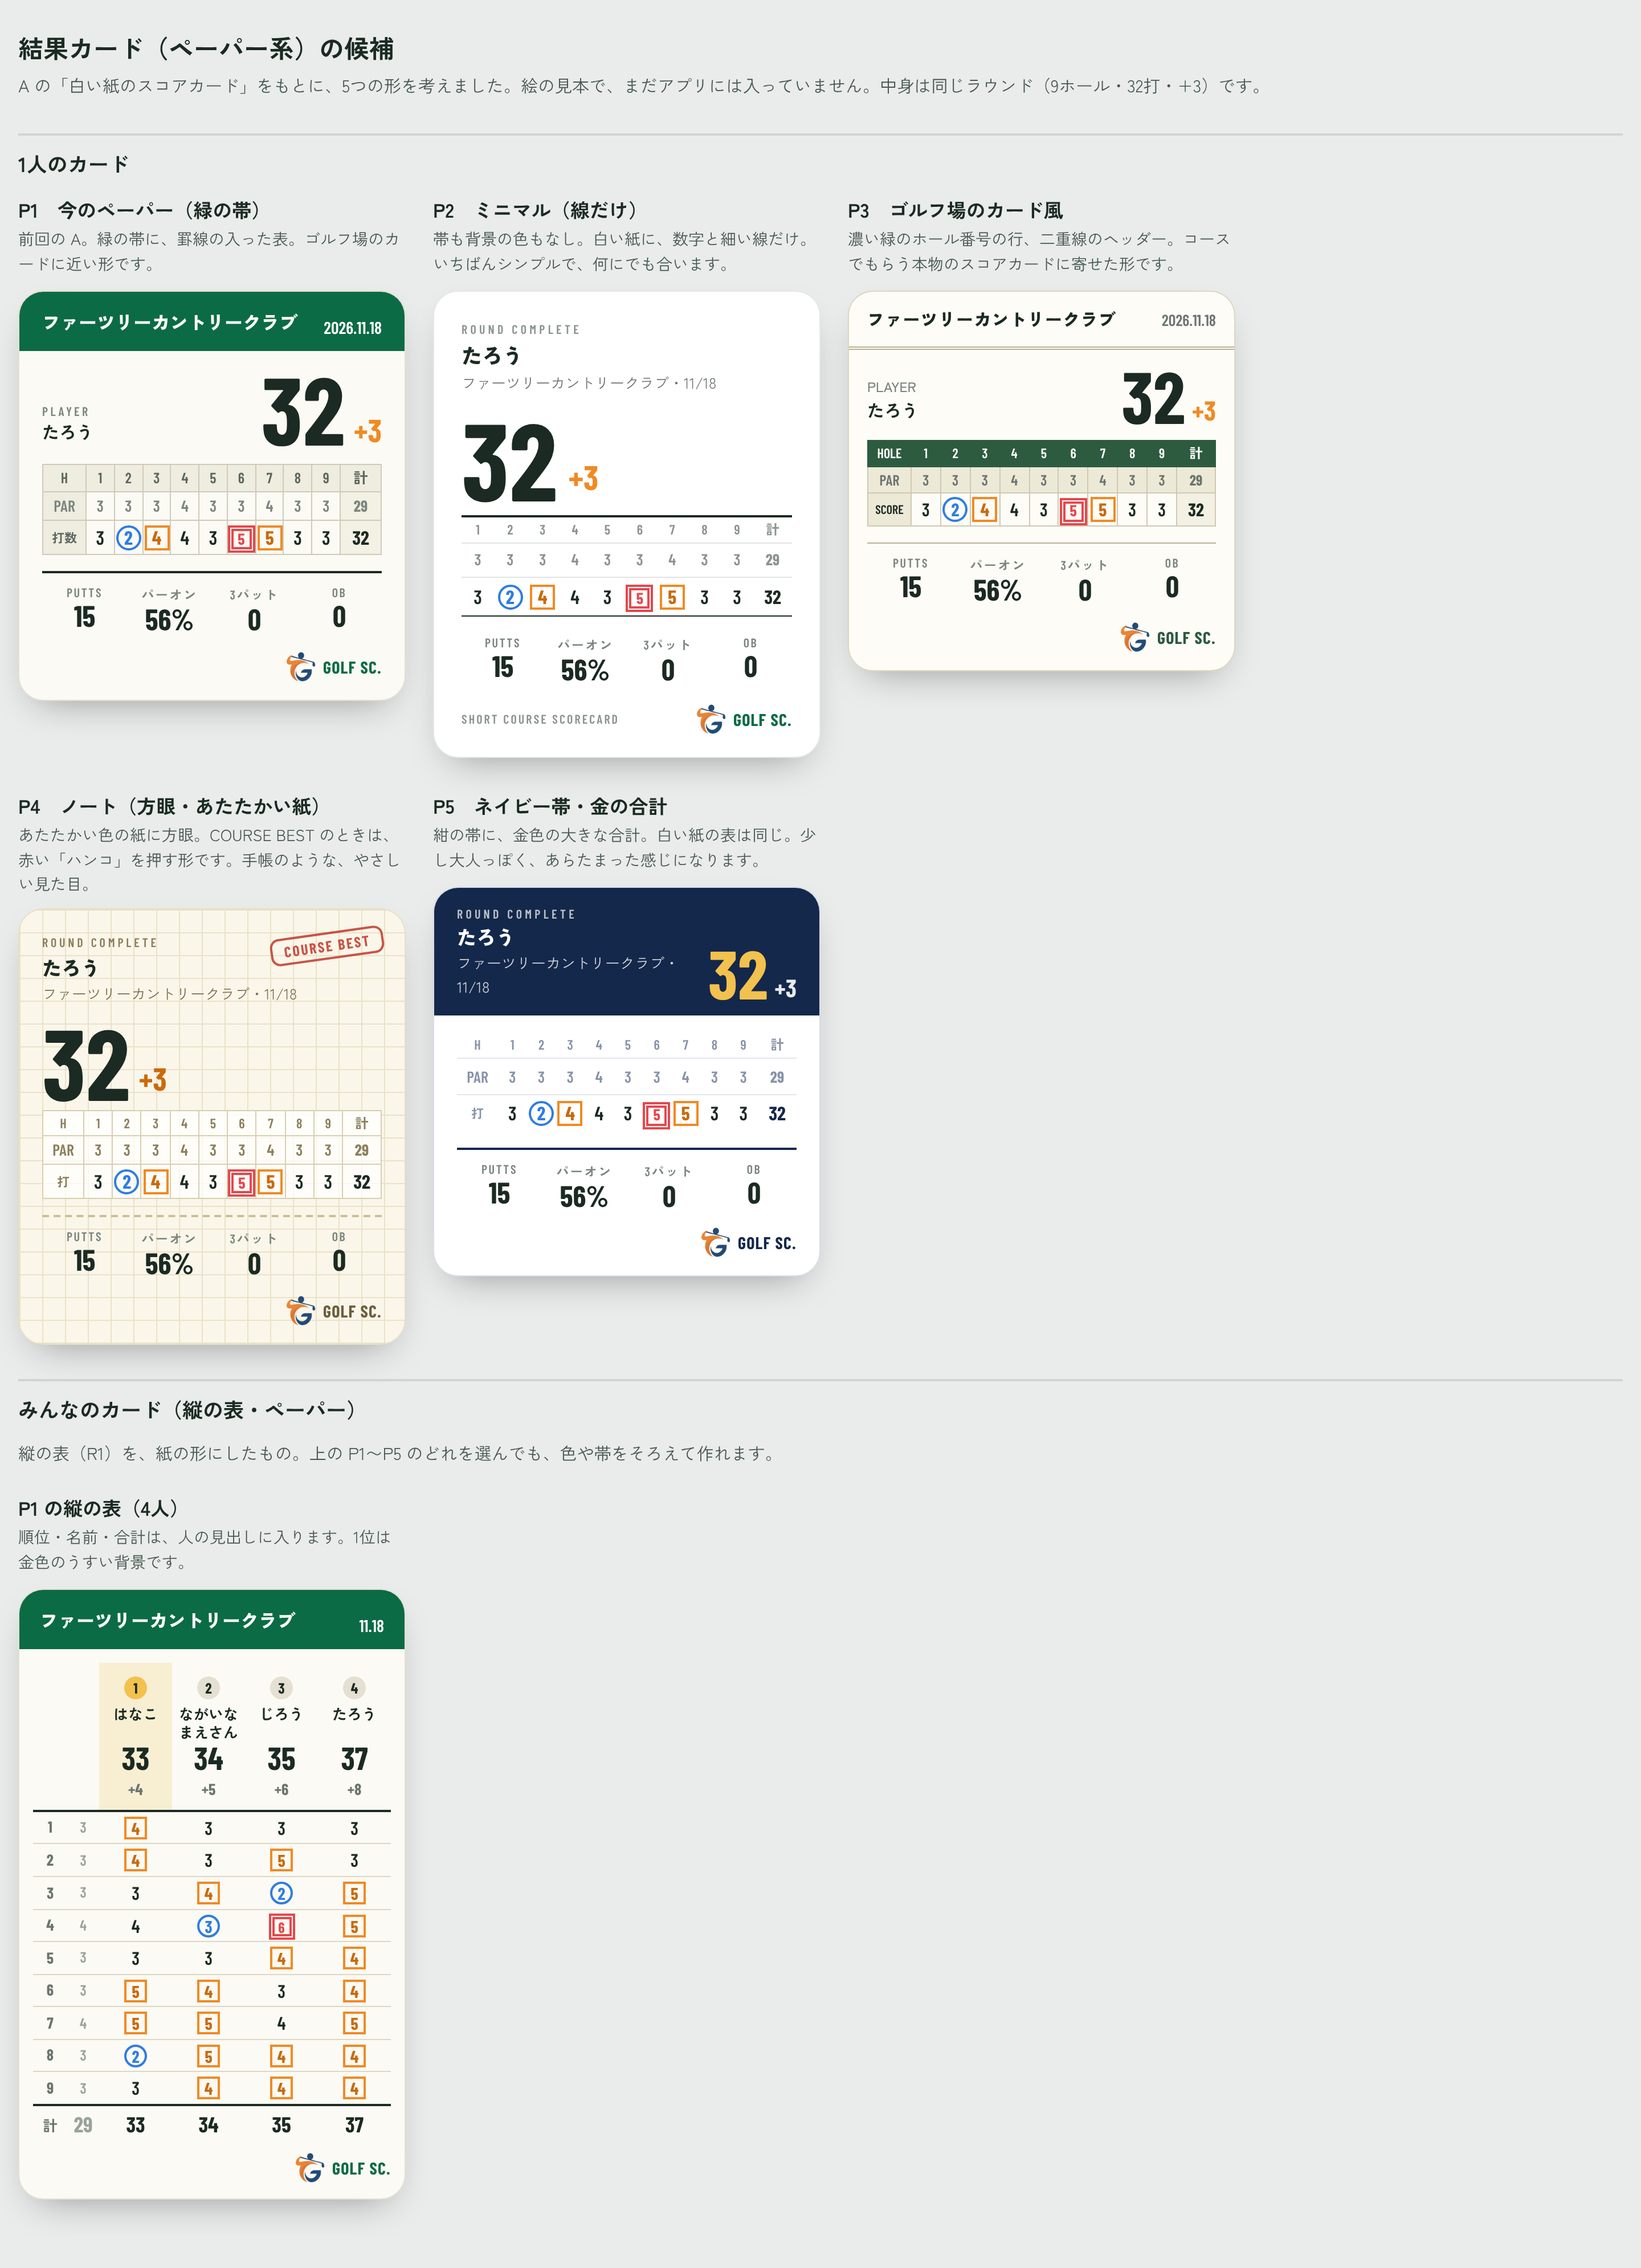 結果カード（ペーパー系）の候補
A の「白い紙のスコアカード」をもとに、5つの形を考えました。絵の見本で、まだアプリには入っていません。中身は同じラウンド（9ホール・32打・+3）です。
1人のカード
P1 今のペーパー（緑の帯）
前回の A。緑の帯に、罫線の入った表。ゴルフ場のカ
ードに近い形です。
ファーツリーカントリークラブ 2026.11.18
PLAYER
たろう
32 +3
H 1 2 3 4 5 6 7 8 9 計
PAR 3 3 3 4 3 3 4 3 3 29
打数 3 2 4 4 3 5 5 3 3 32
PUTTS パーオン 3パット OB
15 56% 0 0
GOLF SC.
P2 ミニマル（線だけ）
帯も背景の色もなし。白い紙に、数字と細い線だけ。
いちばんシンプルで、何にでも合います。
ROUND COMPLETE
たろう
ファーツリーカントリークラブ・11/18
32 +3
1 2 3 4 5 6 7 8 9 計
3 3 3 4 3 3 4 3 3 29
3 2 4 4 3 5 5 3 3 32
PUTTS パーオン 3パット OB
15 56% 0 0
SHORT COURSE SCORECARD GOLF SC.
P3 ゴルフ場のカード風
濃い緑のホール番号の行、二重線のヘッダー。コース
でもらう本物のスコアカードに寄せた形です。
ファーツリーカントリークラブ 2026.11.18
PLAYER
たろう
32 +3
HOLE 1 2 3 4 5 6 7 8 9 計
PAR 3 3 3 4 3 3 4 3 3 29
SCORE 3 2 4 4 3 5 5 3 3 32
PUTTS パーオン 3パット OB
15 56% 0 0
GOLF SC.
P4 ノート（方眼・あたたかい紙）
あたたかい色の紙に方眼。COURSE BEST のときは、
赤い「ハンコ」を押す形です。手帳のような、やさし
い見た目。
ROUND COMPLETE
COURSE BEST
たろう
ファーツリーカントリークラブ・11/18
32 +3
H 1 2 3 4 5 6 7 8 9 計
PAR 3 3 3 4 3 3 4 3 3 29
打 3 2 4 4 3 5 5 3 3 32
PUTTS パーオン 3パット OB
15 56% 0 0
GOLF SC.
P5 ネイビー帯・金の合計
紺の帯に、金色の大きな合計。白い紙の表は同じ。少
し大人っぽく、あらたまった感じになります。
ROUND COMPLETE
たろう
ファーツリーカントリークラブ・
11/18
32 +3
H 1 2 3 4 5 6 7 8 9 計
PAR 3 3 3 4 3 3 4 3 3 29
打 3 2 4 4 3 5 5 3 3 32
PUTTS パーオン 3パット OB
15 56% 0 0
GOLF SC.
みんなのカード（縦の表・ペーパー）
縦の表（R1）を、紙の形にしたもの。上の P1〜P5 のどれを選んでも、色や帯をそろえて作れます。
P1 の縦の表（4人）
順位・名前・合計は、人の見出しに入ります。1位は
金色のうすい背景です。
ファーツリーカントリークラブ 11.18
1 2 3 4
はなこ ながいな じろう たろう
まえさん
33 34 35 37
+4 +5 +6 +8
1 3 4 3 3 3
2 3 4 3 5 3
3 3 3 4 2 5
4 4 4 3 6 5
5 3 3 3 4 4
6 3 5 4 3 4
7 4 5 5 4 5
8 3 2 5 4 4
9 3 3 4 4 4
計 29 33 34 35 37
GOLF SC.